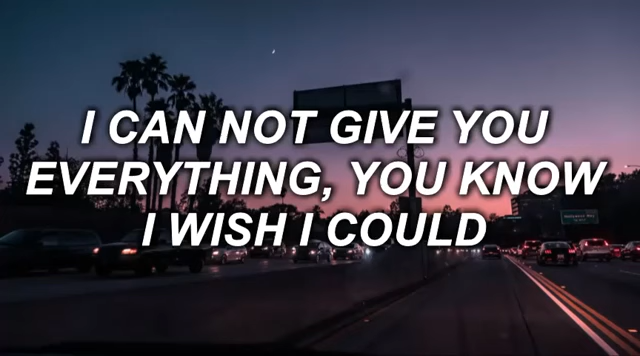 I CAN NOT GIVE YOU
EVERYTHING, YOU KNOW
I WISH I COULD